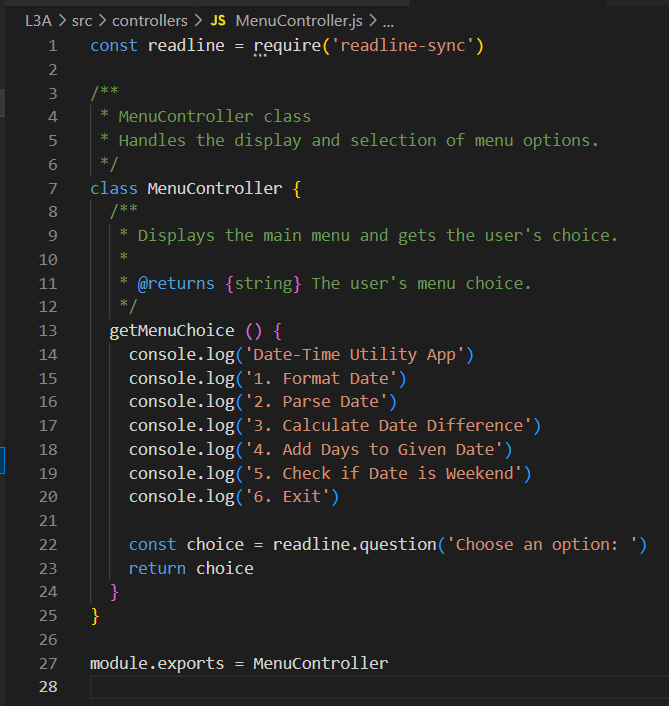 L3A > src > controllers > JS MenuController.js > ...
1 const readline = require('readline-sync')
2
3 /**
4  * MenuController class
5  * Handles the display and selection of menu options.
6  */
7 class MenuController {
8   /**
9    * Displays the main menu and gets the user's choice.
10    *
11    * @returns {string} The user's menu choice.
12    */
13   getMenuChoice () {
14     console.log('Date-Time Utility App')
15     console.log('1. Format Date')
16     console.log('2. Parse Date')
17     console.log('3. Calculate Date Difference')
18     console.log('4. Add Days to Given Date')
19     console.log('5. Check if Date is Weekend')
20     console.log('6. Exit')
21
22     const choice = readline.question('Choose an option: ')
23     return choice
24   }
25 }
26
27 module.exports = MenuController
28